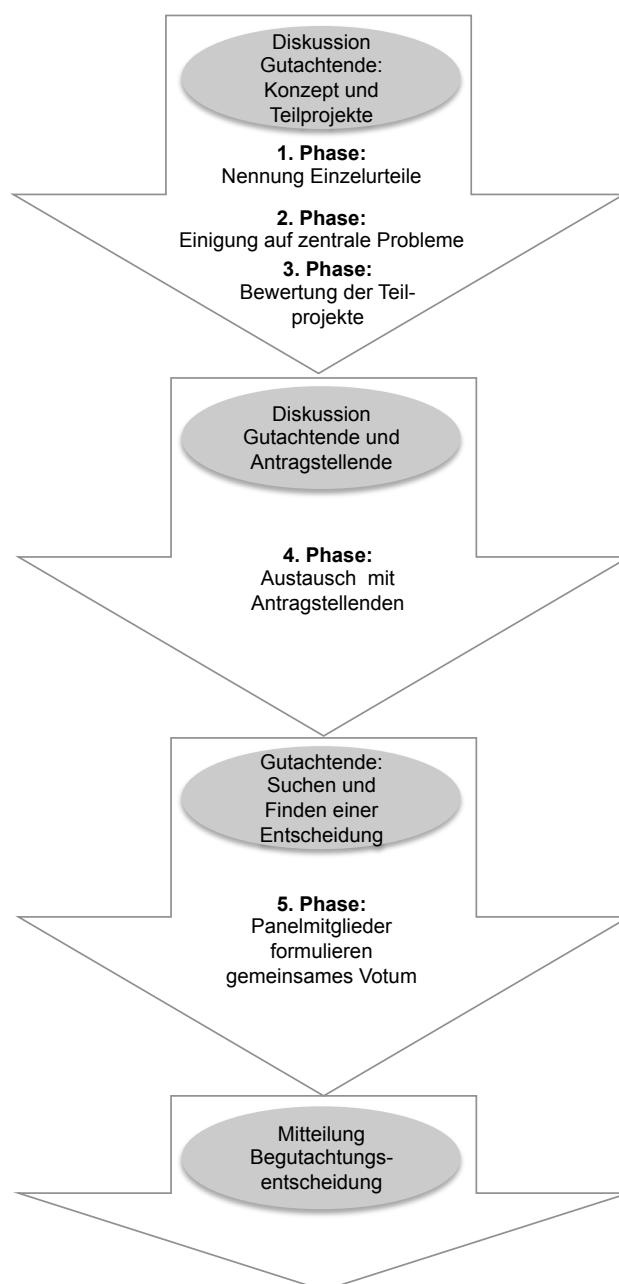 Diskussion
Gutachtende:
Konzept und
Teilprojekte
1. Phase:
Nennung Einzelurteile
2. Phase:
Einigung auf zentrale Probleme
3. Phase:
Bewertung der Teil-
projekte
Diskussion
Gutachtende und
Antragstellende
4. Phase:
Austausch mit
Antragstellenden
Gutachtende:
Suchen und
Finden einer
Entscheidung
5. Phase:
Panelmitglieder
formulieren
gemeinsames Votum
Mitteilung
Begutachtungs-
entscheidung